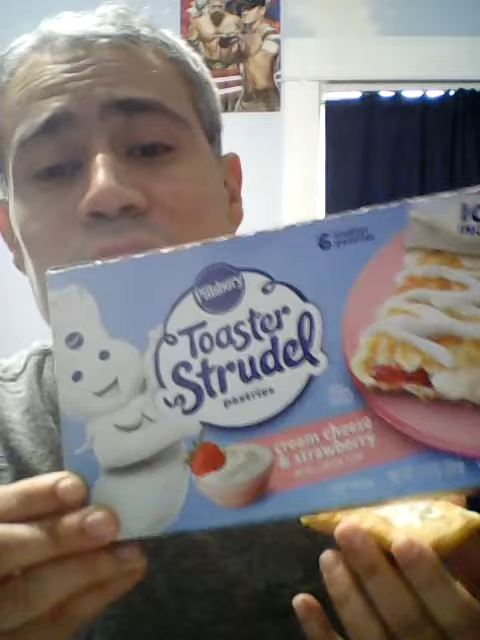 Pillsbury
Toaster
Strudel
pastries
cream cheese
& strawberry
6